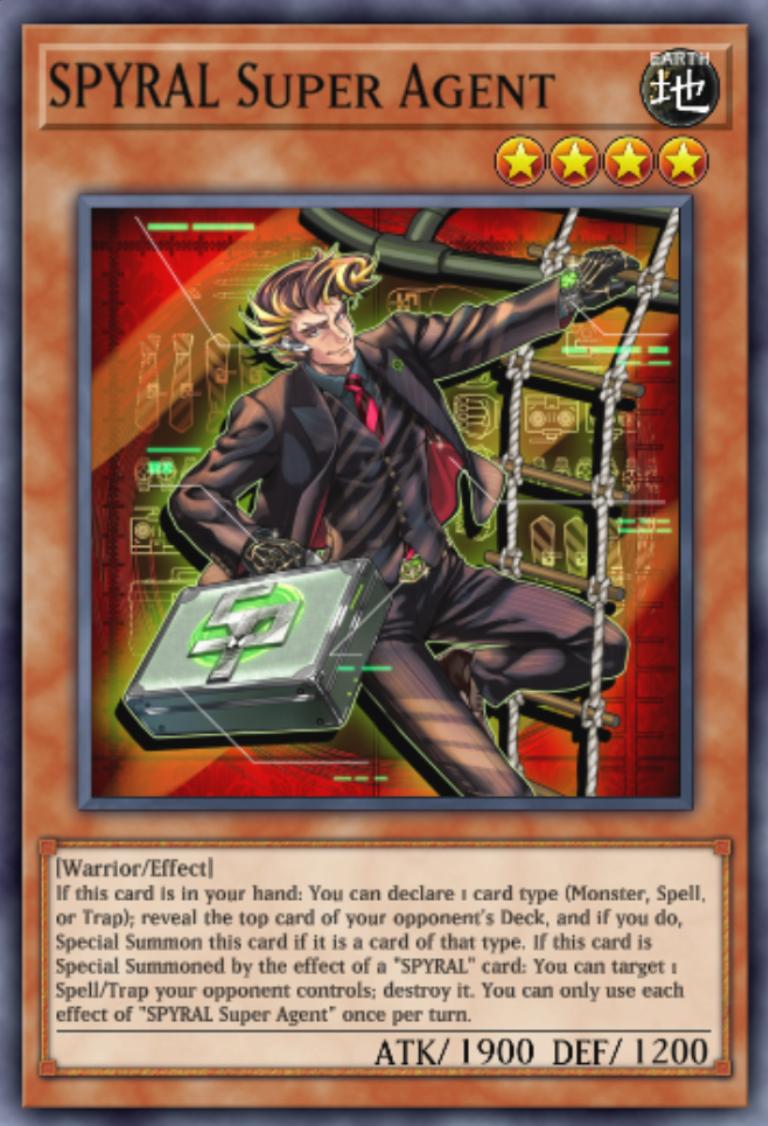 SPYRAL Super Agent
EARTH
地
[Warrior/Effect]
If this card is in your hand: You can declare 1 card type (Monster, Spell,
or Trap); reveal the top card of your opponent's Deck, and if you do,
Special Summon this card if it is a card of that type. If this card is
Special Summoned by the effect of a "SPYRAL" card: You can target 1
Spell/Trap your opponent controls; destroy it. You can only use each
effect of "SPYRAL Super Agent" once per turn.
ATK/ 1900 DEF/ 1200